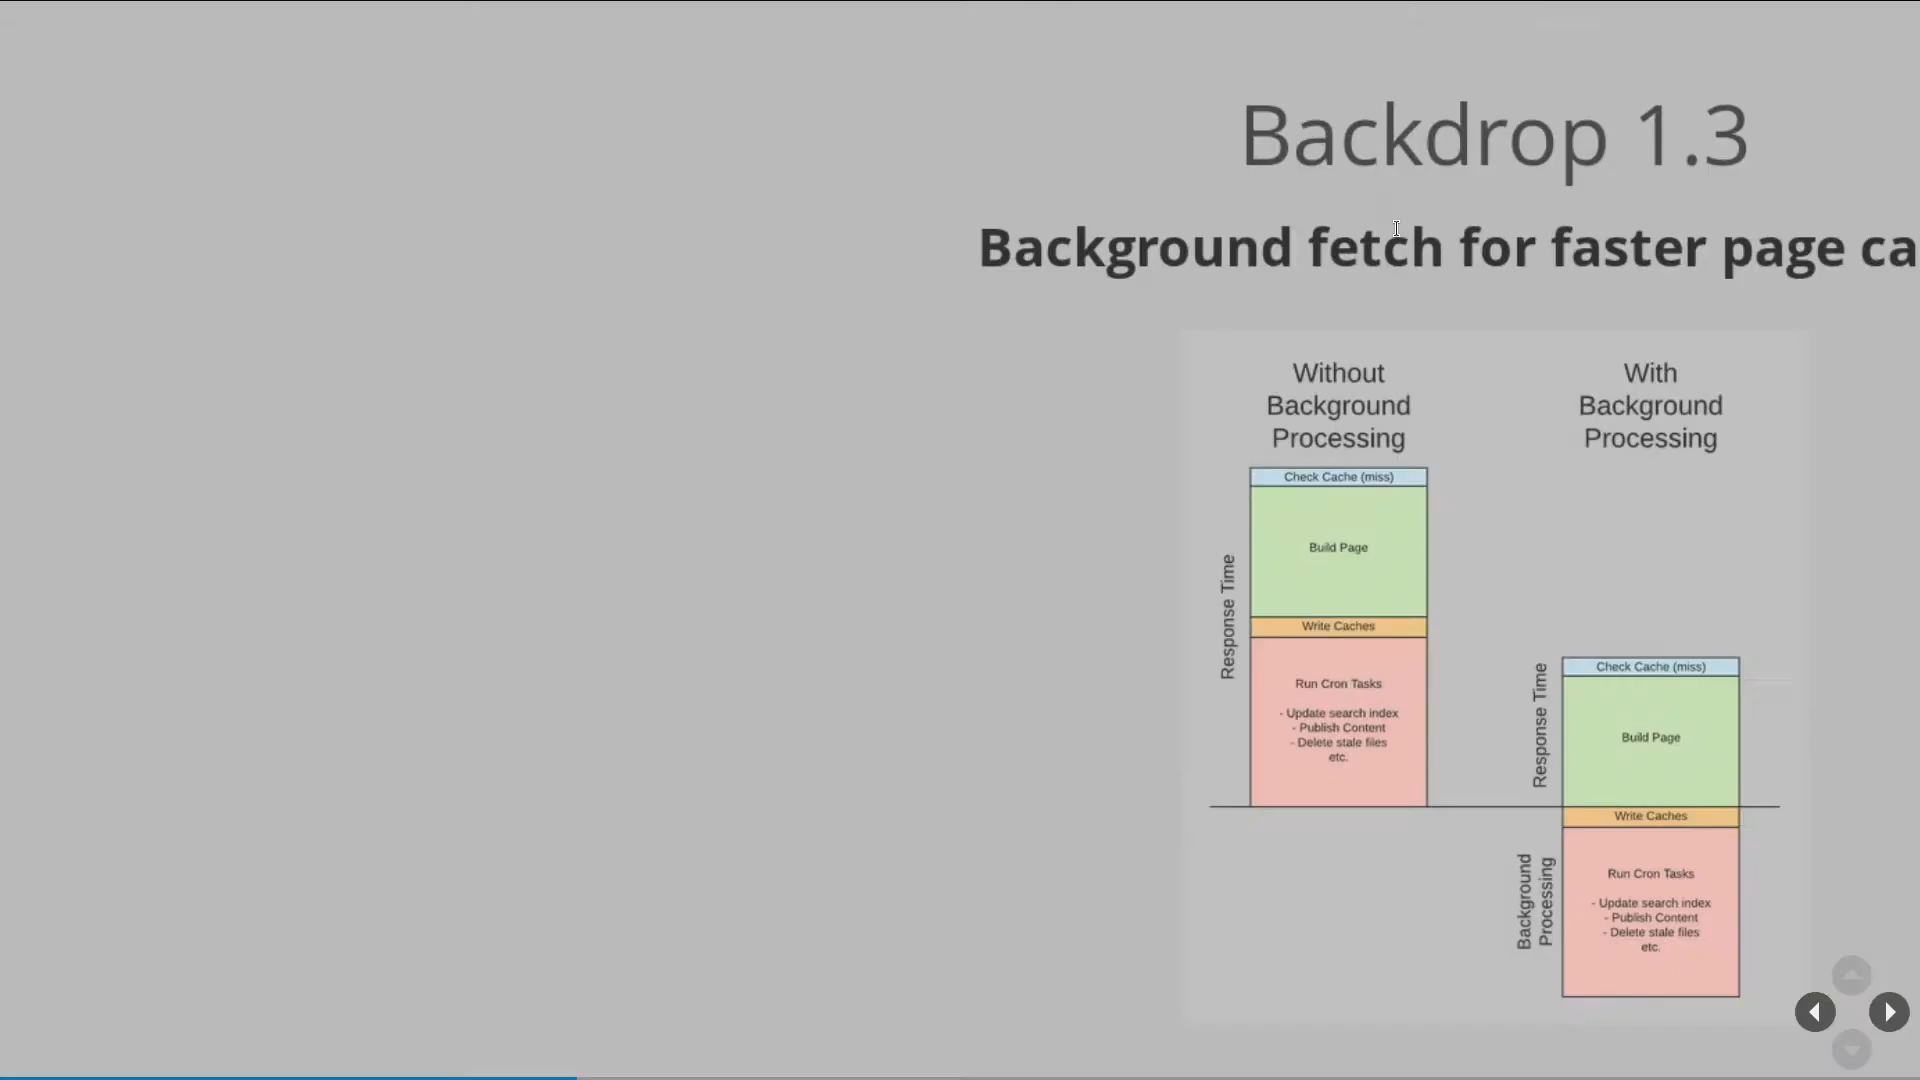 Backdrop 1.3
Background fetch for faster page ca
Without
Background
Processing
Check Cache (miss)
Build Page
Write Caches
Run Cron Tasks
- Update search index
- Publish Content
- Delete stale files
etc.
Response Time
With
Background
Processing
Check Cache (miss)
Build Page
Write Caches
Run Cron Tasks
- Update search index
- Publish Content
- Delete stale files
etc.
Response Time
Background
Processing